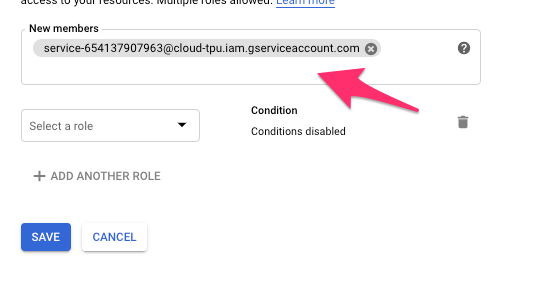 access to your resources. Multiple roles allowed. Learn more
New members
service-654137907963@cloud-tpu.iam.gserviceaccount.com
Select a role
Condition
Conditions disabled
ADD ANOTHER ROLE
SAVE
CANCEL